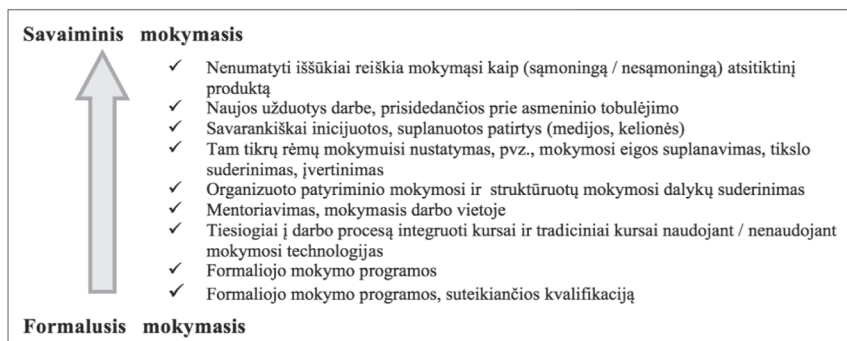 Savaiminis mokymasis
✓ Nenumatyti iššūkiai reiškia mokymąsi kaip (sąmoningą / nesąmoningą) atsitiktinį
produktą
✓ Naujos užduotys darbe, prisidedančios prie asmeninio tobulėjimo
✓ Savarankiškai inicijuotos, suplanuotos patirtys (medijos, kelionės)
✓ Tam tikrų rėmų mokymuisi nustatymas, pvz., mokymosi eigos suplanavimas, tikslo
suderinimas, įvertinimas
✓ Organizuoto patyriminio mokymosi ir struktūruotų mokymosi dalykų suderinimas
✓ Mentoriavimas, mokymasis darbo vietoje
✓ Tiesiogiai į darbo procesą integruoti kursai ir tradiciniai kursai naudojant / nenaudojant
mokymosi technologijas
✓ Formaliojo mokymo programos
✓ Formaliojo mokymo programos, suteikiančios kvalifikaciją
Formalusis mokymasis